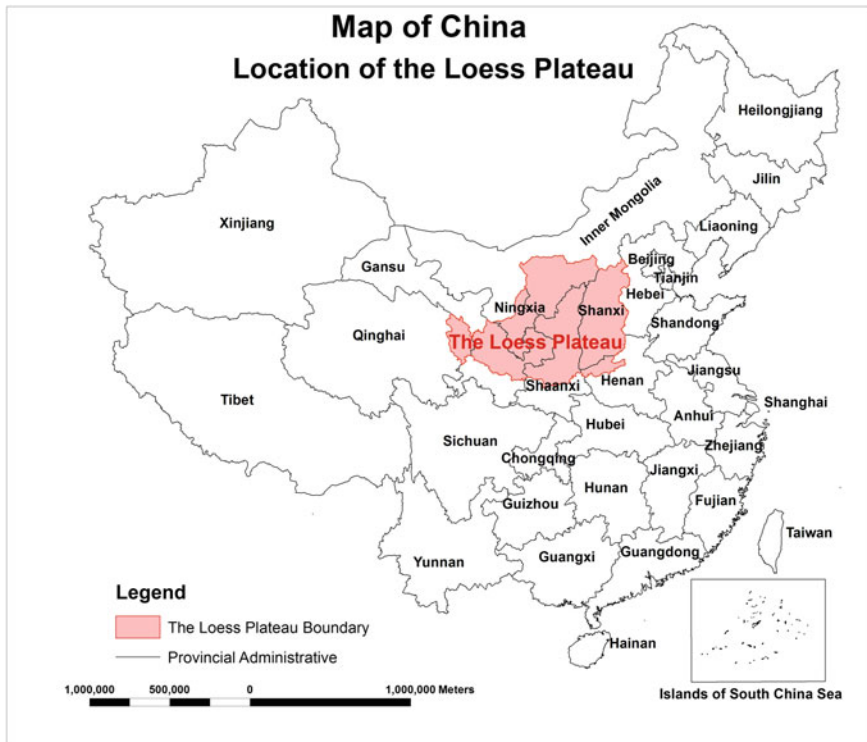 Map of China
Location of the Loess Plateau
Heilongjiang
Jilin
Liaoning
Inner Mongolia
Xinjiang
Gansu
Beijing
Tianjin
Hebei
Ningxia
Shanxi
Shandong
Qinghai
The Loess Plateau
Shaanxi
Henan
Jiangsu
Shanghai
Tibet
Anhui
Hubei
Sichuan
Zhejiang
Chongqing
Jiangxi
Hunan
Guizhou
Fujian
Taiwan
Yunnan
Guangxi
Guangdong
Hainan
Legend
The Loess Plateau Boundary
Provincial Administrative
1,000,000 500,000 0 1,000,000 Meters
Islands of South China Sea